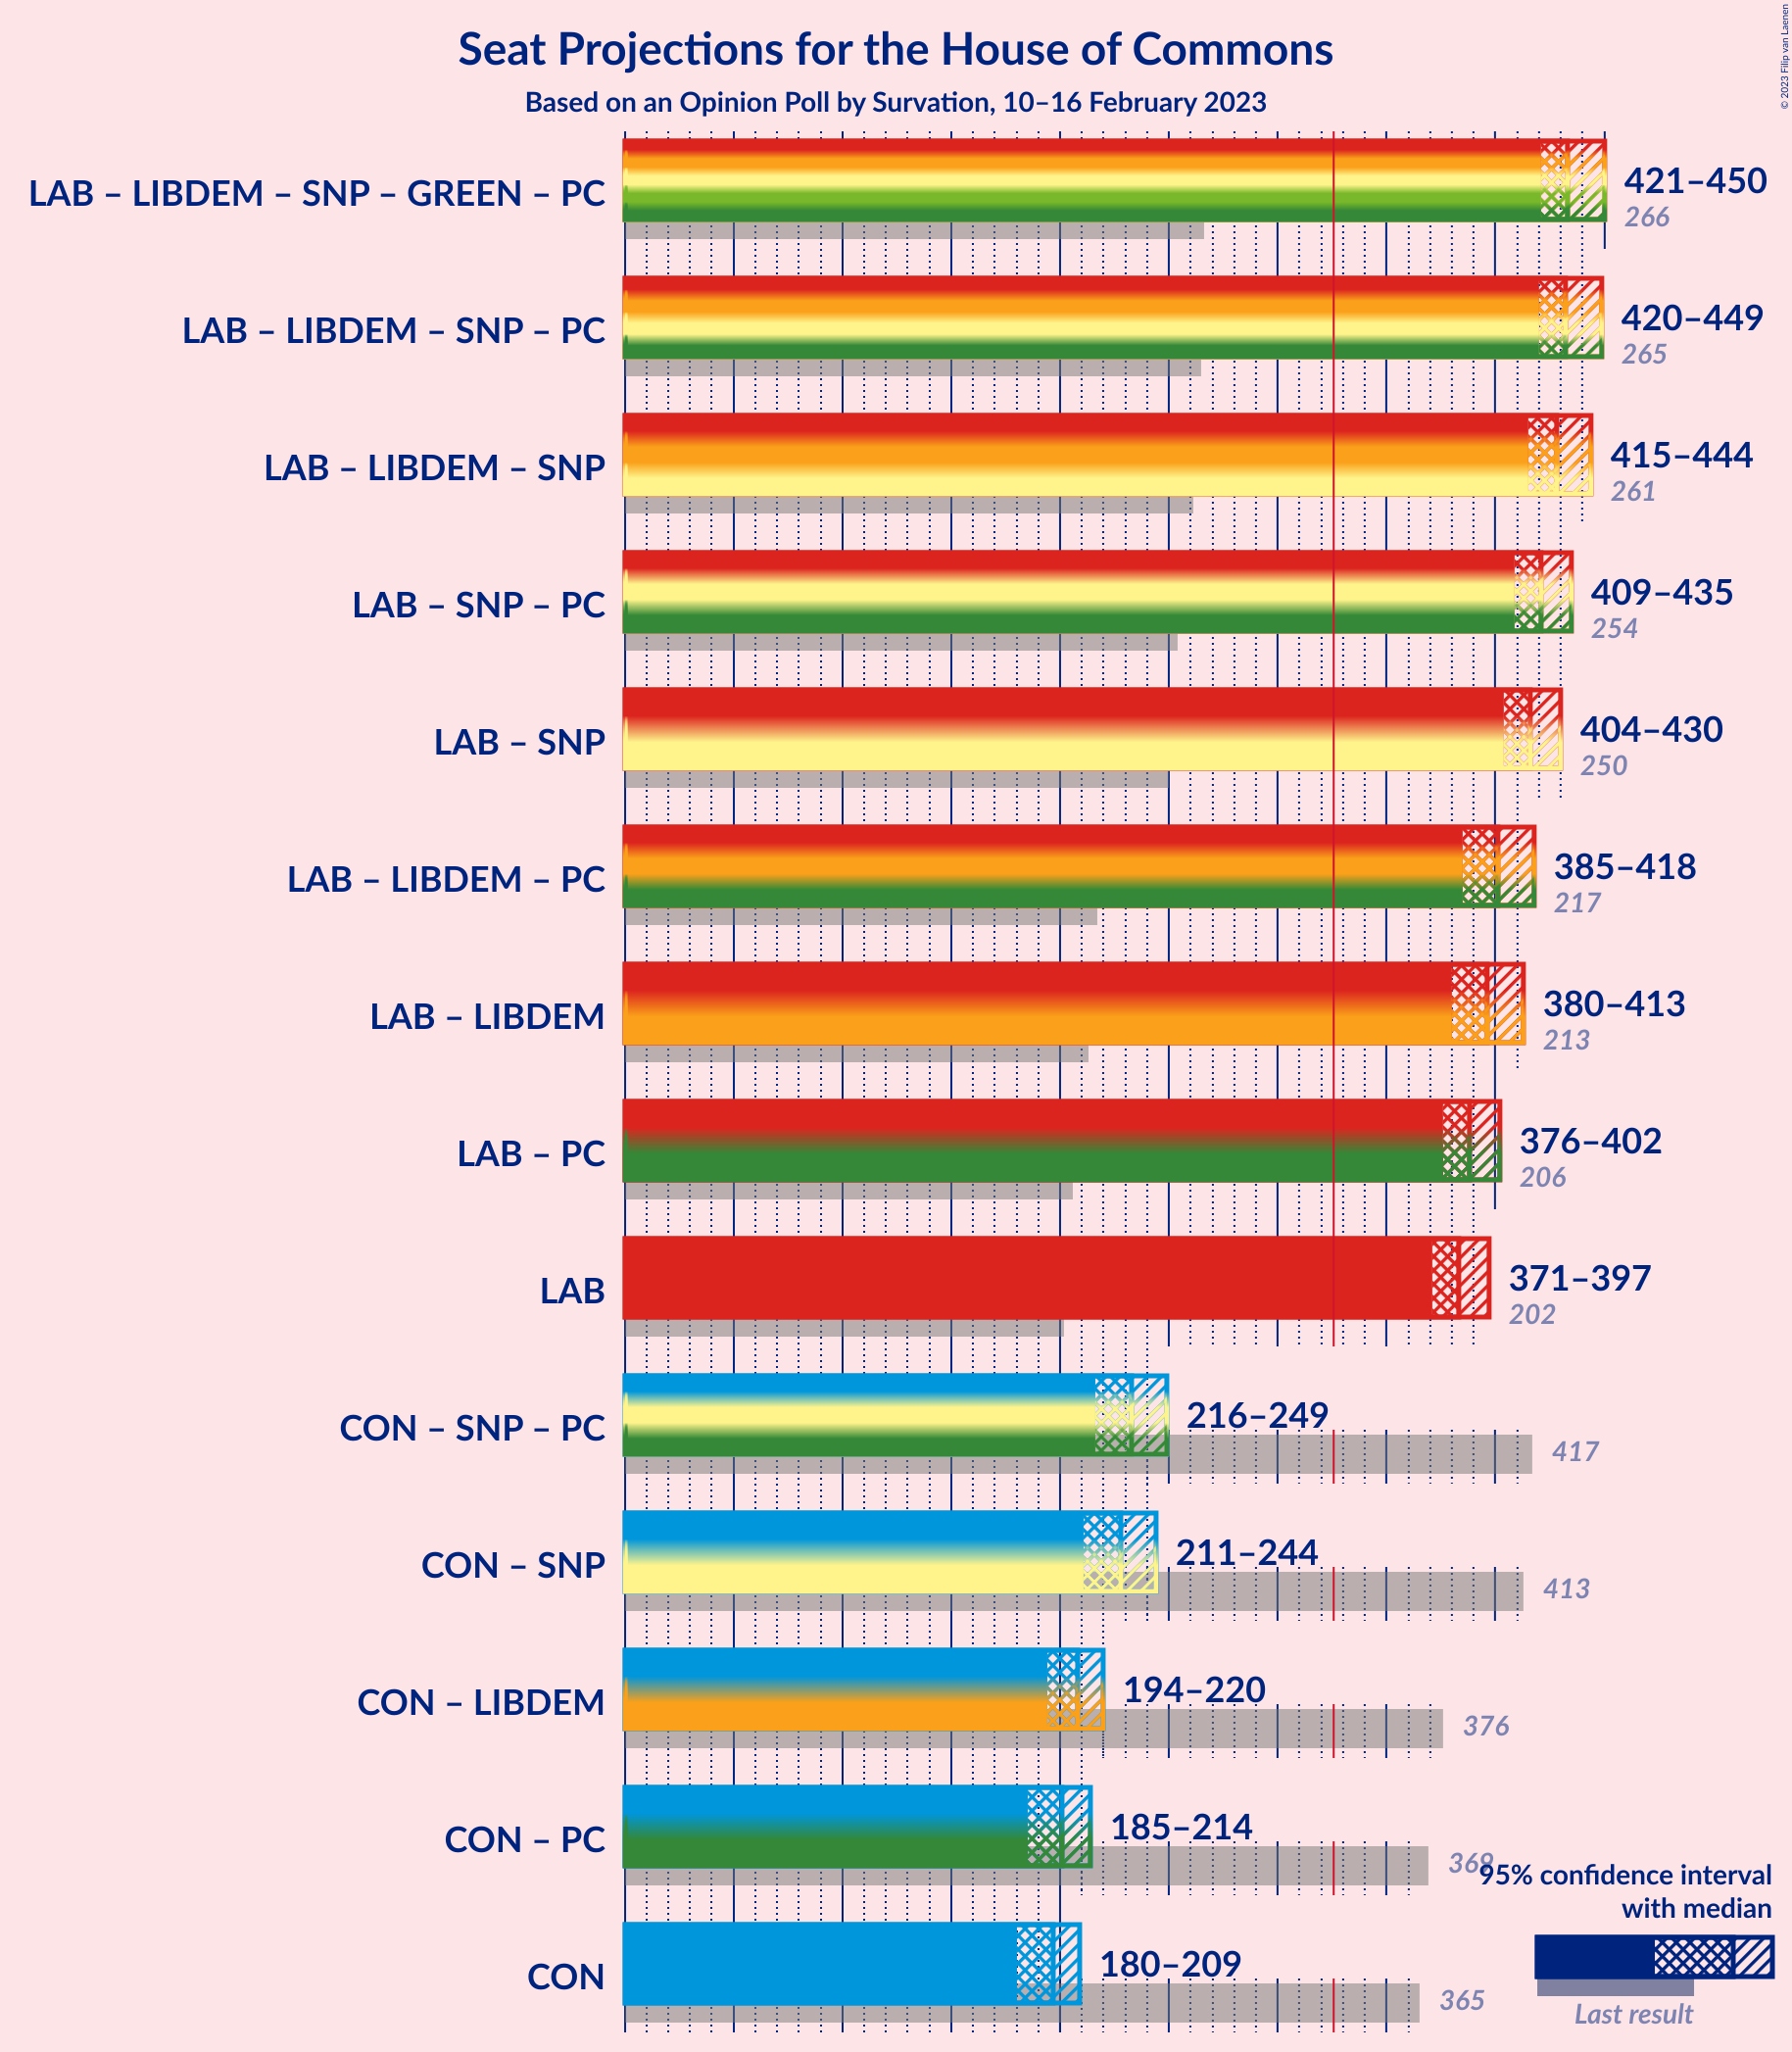 Seat Projections for the House of Commons
Based on an Opinion Poll by Survation, 10–16 February 2023
© 2023 Filip van Laenen
LAB – LIBDEM – SNP – GREEN – PC
421–450
266
LAB – LIBDEM – SNP – PC
420–449
265
LAB – LIBDEM – SNP
415–444
261
LAB – SNP – PC
409–435
254
LAB – SNP
404–430
250
LAB – LIBDEM – PC
385–418
217
LAB – LIBDEM
380–413
213
LAB – PC
376–402
206
LAB
371–397
202
CON – SNP – PC
216–249
417
CON – SNP
211–244
413
CON – LIBDEM
194–220
376
CON – PC
185–214
369
CON
180–209
365
95% confidence interval
with median
Last result